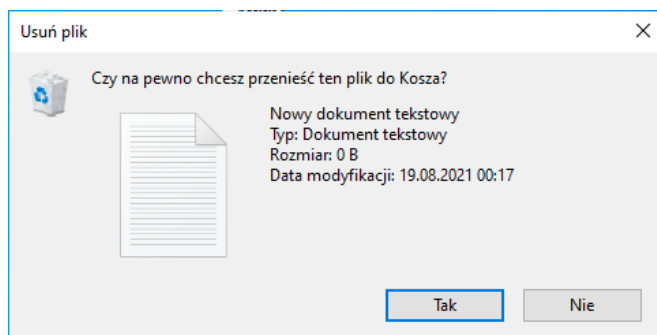 Usuń plik
Czy na pewno chcesz przenieść ten plik do Kosza?
Nowy dokument tekstowy
Typ: Dokument tekstowy
Rozmiar: 0 B
Data modyfikacji: 19.08.2021 00:17
Tak
Nie